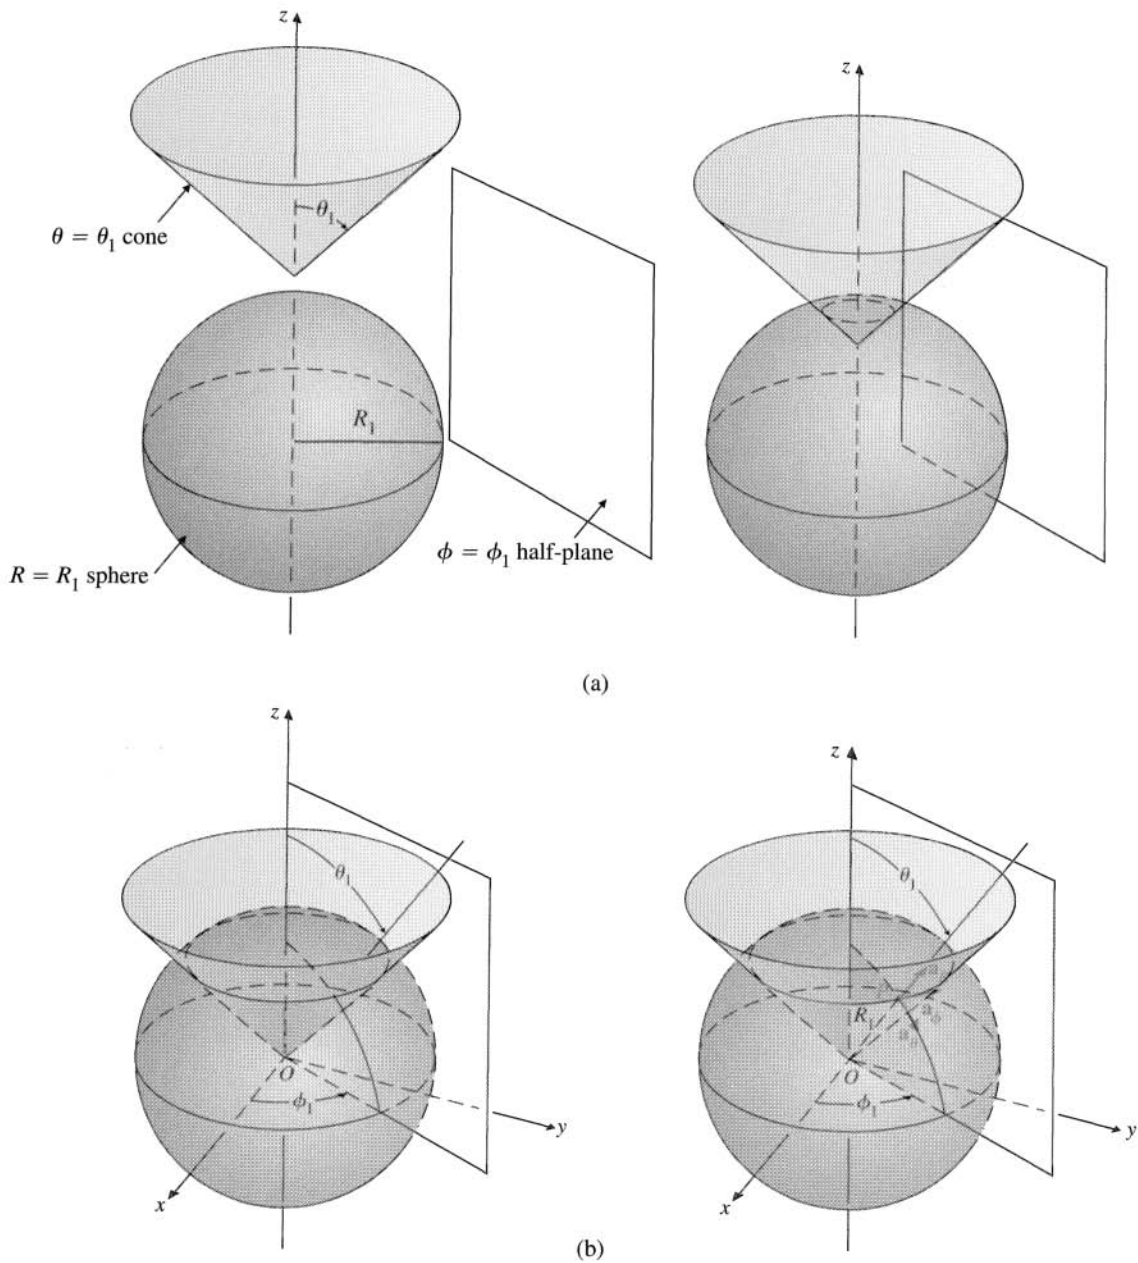 z
z
θ₁
θ = θ₁ cone
R₁
R = R₁ sphere
ϕ = ϕ₁ half-plane
(a)
z
z
θ₁
θ₁
R₁
O
O
ϕ₁
ϕ₁
y
y
x
x
(b)